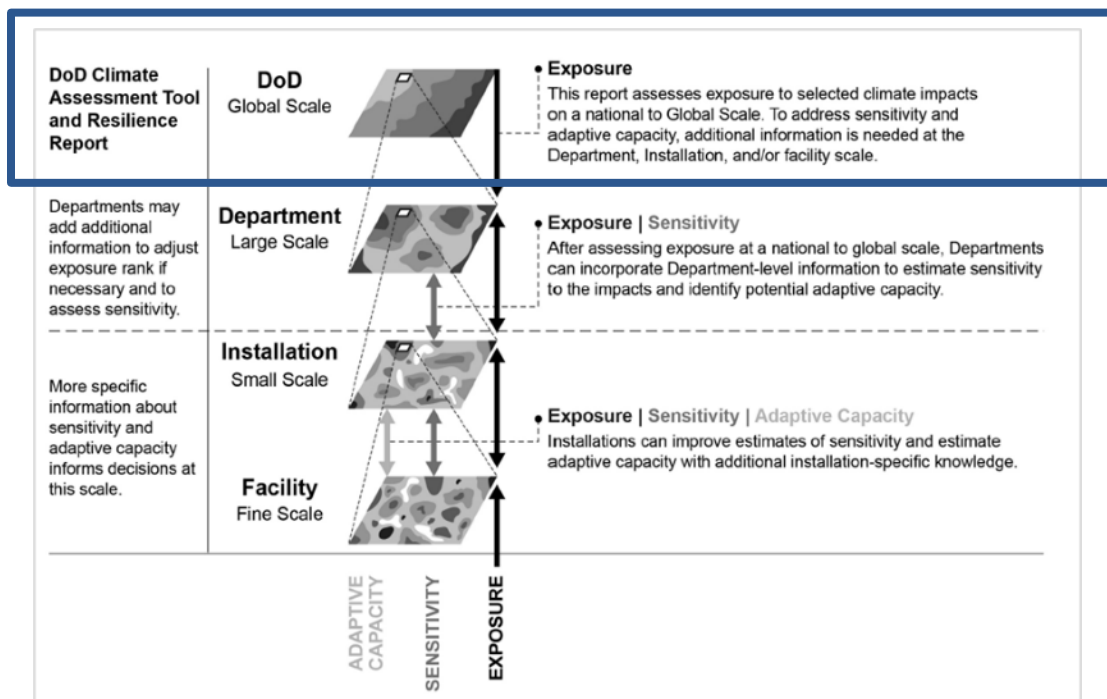 DoD Climate
Assessment Tool
and Resilience
Report
DoD
Global Scale
Exposure
This report assesses exposure to selected climate impacts
on a national to Global Scale. To address sensitivity and
adaptive capacity, additional information is needed at the
Department, Installation, and/or facility scale.
Departments may
add additional
information to adjust
exposure rank if
necessary and to
assess sensitivity.
Department
Large Scale
Exposure | Sensitivity
After assessing exposure at a national to global scale, Departments
can incorporate Department-level information to estimate sensitivity
to the impacts and identify potential adaptive capacity.
More specific
information about
sensitivity and
adaptive capacity
informs decisions at
this scale.
Installation
Small Scale
Exposure | Sensitivity | Adaptive Capacity
Installations can improve estimates of sensitivity and estimate
adaptive capacity with additional installation-specific knowledge.
Facility
Fine Scale
ADAPTIVE
CAPACITY
SENSITIVITY
EXPOSURE